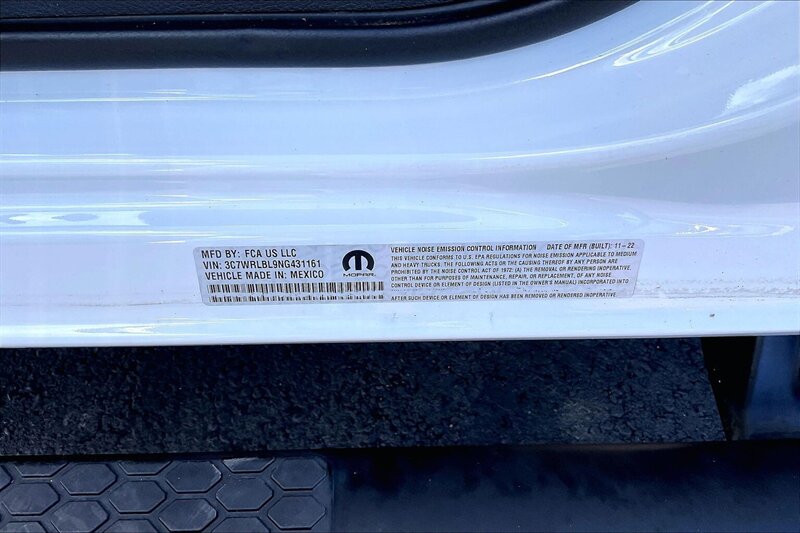 MFD BY: FCA US LLC
VIN: 3C7WRLBL9NG431161
VEHICLE MADE IN: MEXICO
MOPAR
VEHICLE NOISE EMISSION CONTROL INFORMATION DATE OF MFR (BUILT): 11-22
THIS VEHICLE CONFORMS TO U.S. EPA REGULATIONS FOR NOISE EMISSION APPLICABLE TO MEDIUM
AND HEAVY-TRUCKS. THE FOLLOWING ACTS OR THE CAUSING THEREOF BY ANY PERSON ARE
PROHIBITED BY THE NOISE CONTROL ACT OF 1972: (A) THE REMOVAL OR RENDERING INOPERATIVE,
OTHER THAN FOR PURPOSES OF MAINTENANCE, REPAIR, OR REPLACEMENT, OF ANY NOISE
CONTROL DEVICE OR ELEMENT OF DESIGN (LISTED IN THE OWNER'S MANUAL) INCORPORATED INTO
AFTER SUCH DEVICE OR ELEMENT OF DESIGN HAS BEEN REMOVED OR RENDERED INOPERATIVE.